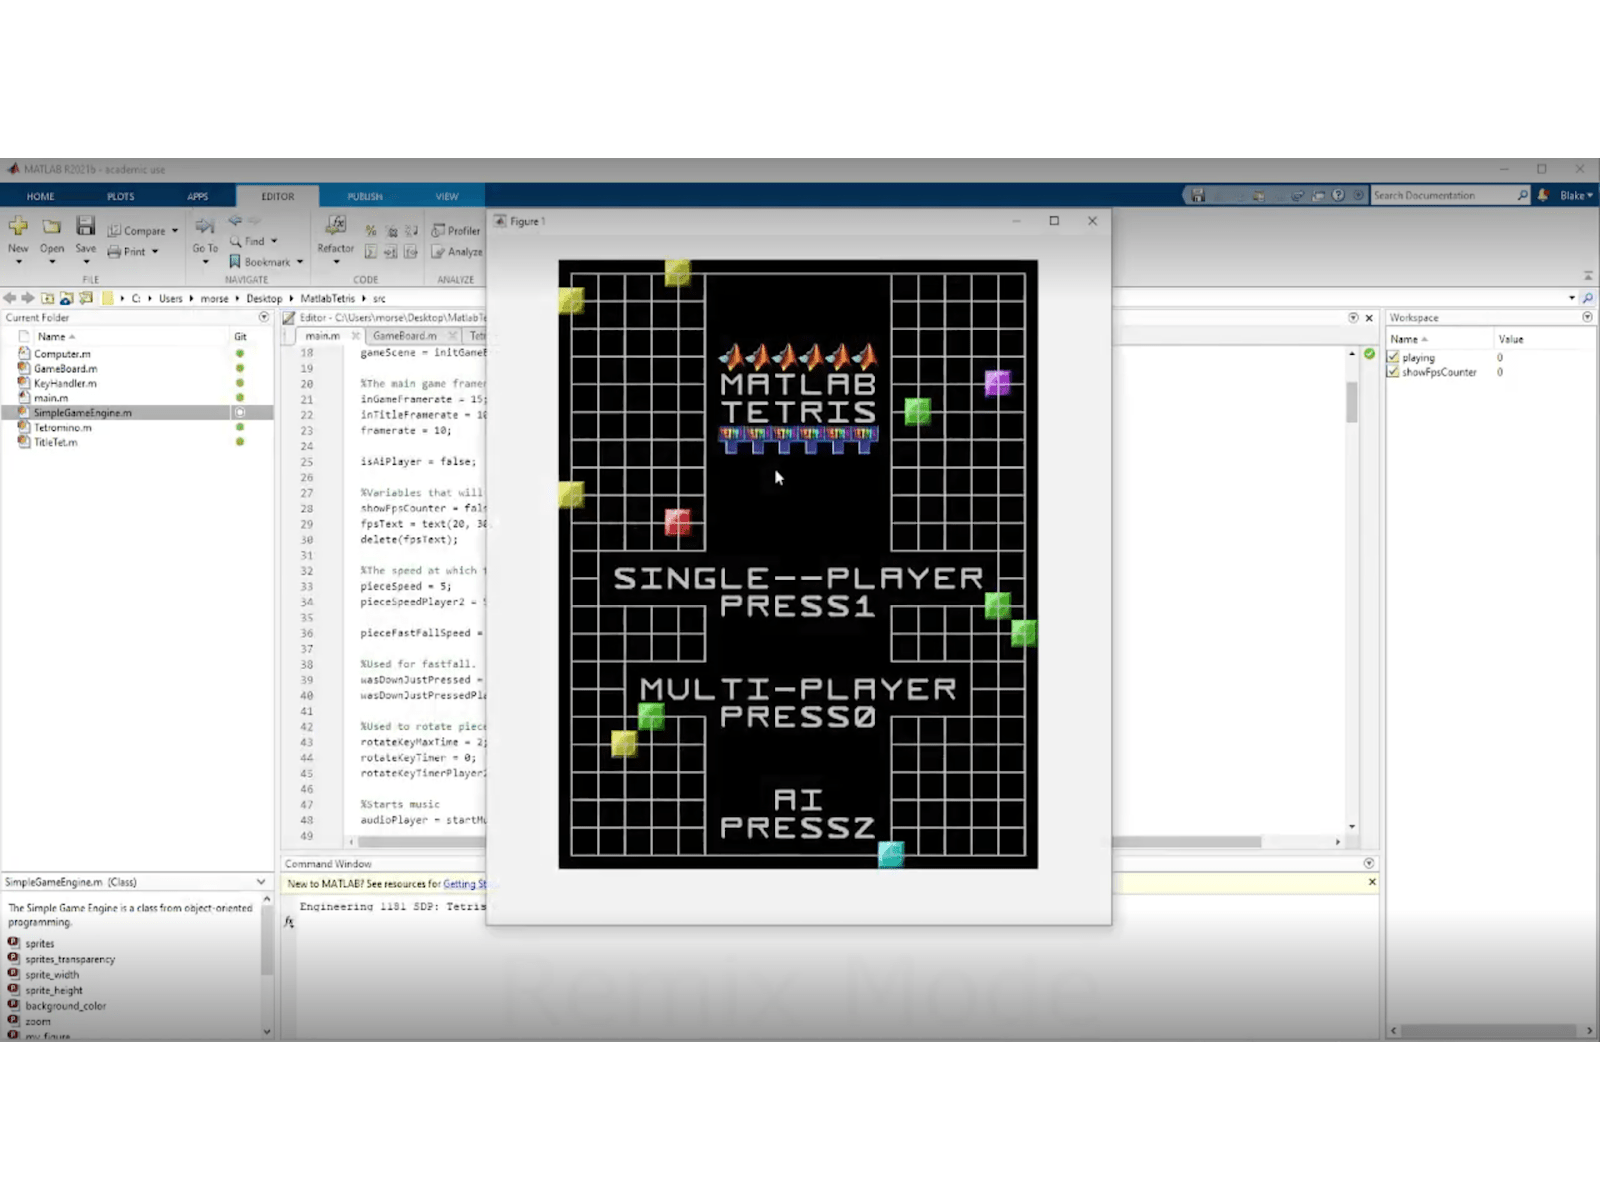 MATLAB R2021b - academic use
HOME PLOTS APPS EDITOR PUBLISH VIEW
Search Documentation
Blake
New Open Save
Compare
Print
FILE
Go To
Find
Bookmark
NAVIGATE
Refactor
CODE
Profiler
Analyze
ANALYZE
C: Users morse Desktop MatlabTetris src
Current Folder
Name Git
Computer.m
GameBoard.m
KeyHandler.m
main.m
SimpleGameEngine.m
Tetromino.m
TitleTet.m
SimpleGameEngine.m (Class)
The Simple Game Engine is a class from object-oriented
programming.
sprites
sprites_transparency
sprite_width
sprite_height
background_color
zoom
my_figure
Editor - C:\Users\morse\Desktop\MatlabTe
main.m GameBoard.m Tetr
18 gameScene = initGameB
19
20 %The main game framer
21 inGameFramerate = 15;
22 inTitleFramerate = 10
23 framerate = 10;
24
25 isAiPlayer = false;
26
27 %Variables that will
28 showFpsCounter = fals
29 fpsText = text(20, 30
30 delete(fpsText);
31
32 %The speed at which t
33 pieceSpeed = 5;
34 pieceSpeedPlayer2 = 5
35
36 pieceFastFallSpeed =
37
38 %Used for fastfall.
39 wasDownJustPressed =
40 wasDownJustPressedPla
41
42 %Used to rotate piece
43 rotateKeyMaxTime = 2;
44 rotateKeyTimer = 0;
45 rotateKeyTimerPlayer2
46
47 %Starts music
48 audioPlayer = startMu
49
Command Window
New to MATLAB? See resources for Getting St
Engineering 1181 SDP: Tetris
fx
Figure 1
MATLAB
TETRIS
SINGLE--PLAYER
PRESS1
MULTI-PLAYER
PRESS0
AI
PRESSZ
Workspace
Name Value
playing 0
showFpsCounter 0